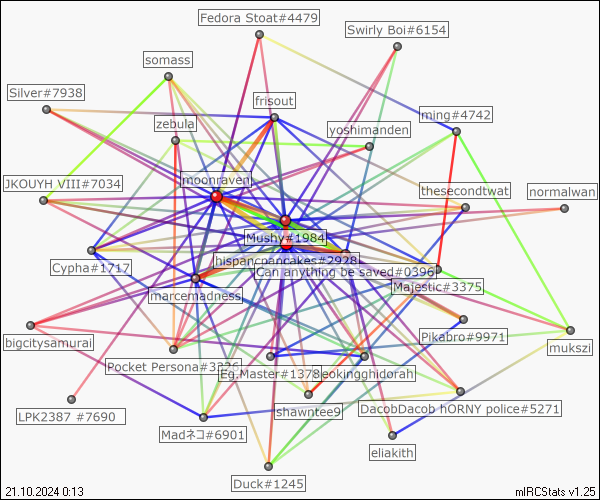 Fedora Stoat#4479
Swirly Boi#6154
somass
Silver#7938
frisout
ming#4742
zebula
yoshimanden
moonraven
JKOUYH VIII#7034
thesecondtwat
normalwan
Mushy#1984
hispancpancakes#2928
Cypha#1717
Can anything be saved#0396
Majestic#3375
marcemadness
bigcitysamurai
Pikabro#9971
mukszi
Pocket Persona#3226
Eg.Master#1378
eokingghidorah
LPK2387 #7690
shawntee9
DacobDacob hORNY police#5271
Madネコ#6901
eliakith
Duck#1245
21.10.2024 0:13
mIRCStats v1.25